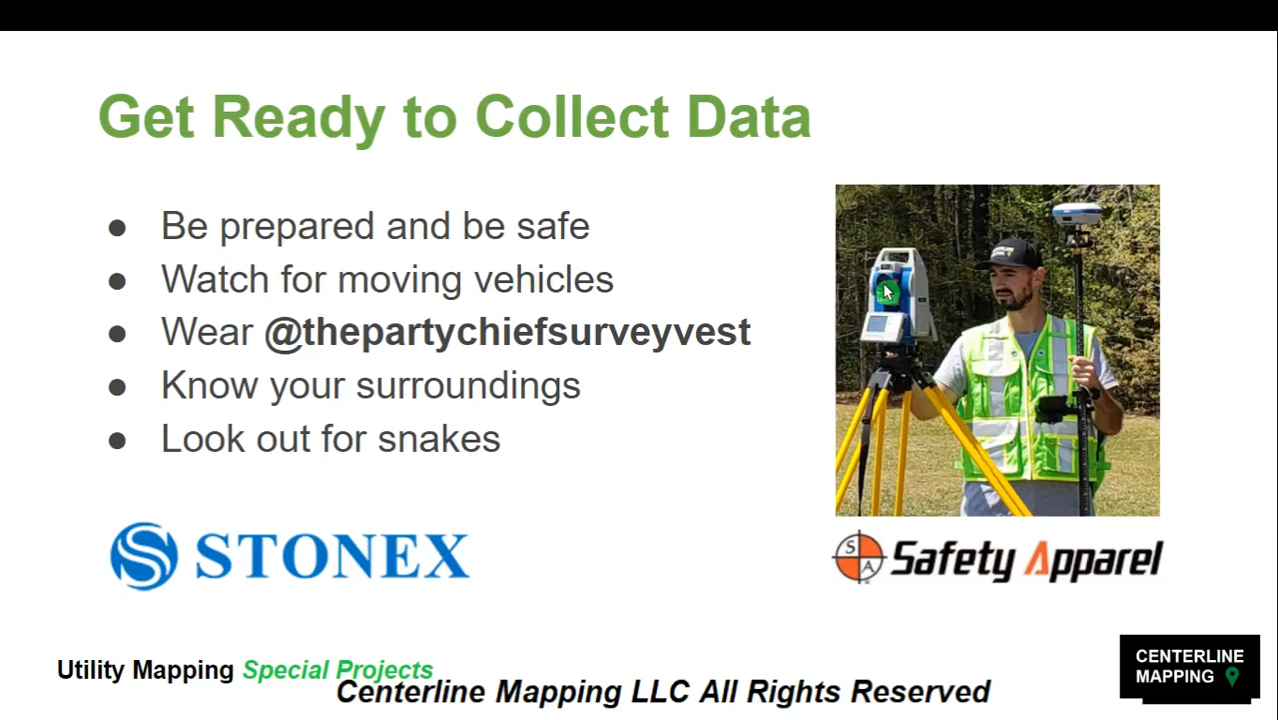 Get Ready to Collect Data
● Be prepared and be safe
● Watch for moving vehicles
● Wear @thepartychiefsurveyvest
● Know your surroundings
● Look out for snakes
STONEX
SA Safety Apparel
Utility Mapping Special Projects
Centerline Mapping LLC All Rights Reserved
CENTERLINE
MAPPING